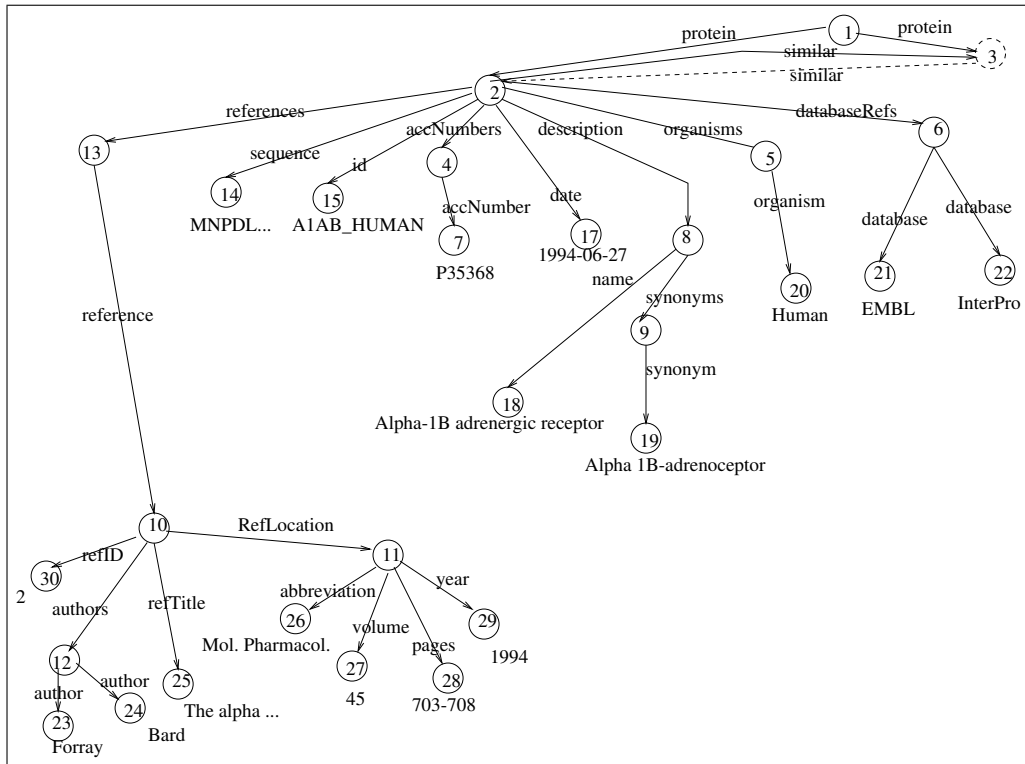 1
protein
protein
similar
3
similar
2
references
databaseRefs
accNumbers
description
organisms
6
13
sequence
id
4
5
14
15
accNumber
date
organism
database
database
MNPDL...
A1AB_HUMAN
7
17
8
P35368
1994-06-27
name
21
22
20
synonyms
Human
EMBL
InterPro
reference
9
synonym
18
Alpha-1B adrenergic receptor
19
Alpha 1B-adrenoceptor
10
RefLocation
refID
11
30
2
abbreviation
year
authors
refTitle
26
volume
29
Mol. Pharmacol.
pages
1994
12
27
28
author
author
25
45
703-708
23
24
The alpha ...
Forray
Bard